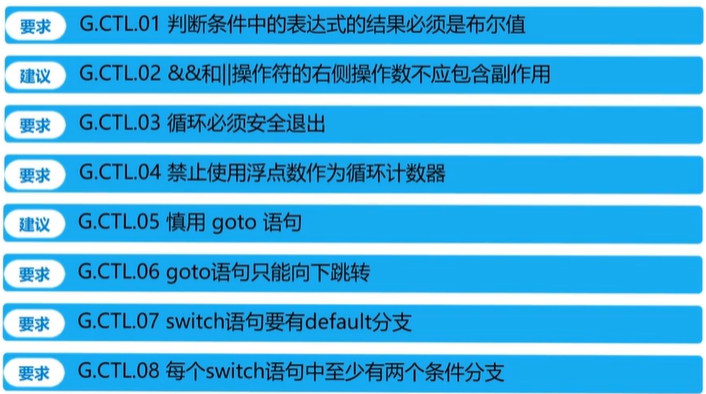 要求 G.CTL.01 判断条件中的表达式的结果必须是布尔值
建议 G.CTL.02 &&和||操作符的右侧操作数不应包含副作用
要求 G.CTL.03 循环必须安全退出
要求 G.CTL.04 禁止使用浮点数作为循环计数器
建议 G.CTL.05 慎用 goto 语句
要求 G.CTL.06 goto语句只能向下跳转
要求 G.CTL.07 switch语句要有default分支
要求 G.CTL.08 每个switch语句中至少有两个条件分支